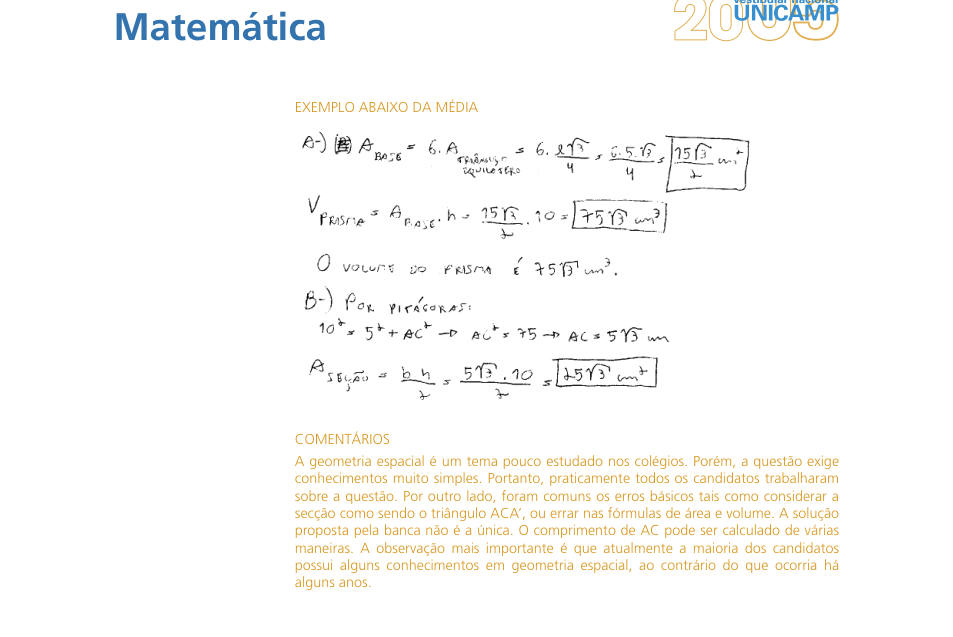 Matemática
vestibular nacional
2005
UNICAMP
EXEMPLO ABAIXO DA MÉDIA
A-) A BASE = 6. A TRIÂNGULO EQUILÁTERO = 6. l√3/4 = 6.5.√3/4 = 15√3/2 cm²
V PRISMA = A BASE . h = 15√3/2 . 10 = 75√3 cm³
O VOLUME DO PRISMA É 75√3 cm³.
B-) POR PITÁGORAS:
10² = 5² + AC² → AC² = 75 → AC = 5√3 cm
A SEÇÃO = b h/2 = 5√3 . 10/2 = 25√3 cm²
COMENTÁRIOS
A geometria espacial é um tema pouco estudado nos colégios. Porém, a questão exige
conhecimentos muito simples. Portanto, praticamente todos os candidatos trabalharam
sobre a questão. Por outro lado, foram comuns os erros básicos tais como considerar a
secção como sendo o triângulo ACA’, ou errar nas fórmulas de área e volume. A solução
proposta pela banca não é a única. O comprimento de AC pode ser calculado de várias
maneiras. A observação mais importante é que atualmente a maioria dos candidatos
possui alguns conhecimentos em geometria espacial, ao contrário do que ocorria há
alguns anos.